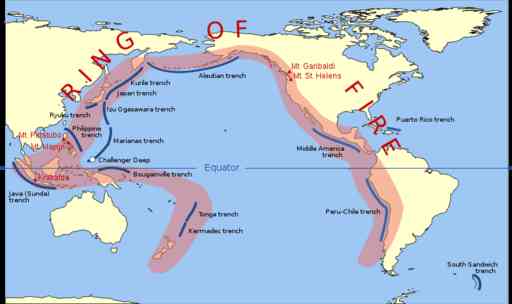 RING OF FIRE
Mt Garibaldi
Mt St Helens
Aleutian trench
Kurile trench
Japan trench
Izu Ogasawara trench
Ryukyu trench
Puerto Rico trench
Mt Pinatubo
Philippine trench
Mt Mayon
Marianas trench
Middle America trench
Challenger Deep
Equator
Krakatoa
Bougainville trench
Java (Sunda) trench
Tonga trench
Peru-Chile trench
Kermadec trench
South Sandwich trench